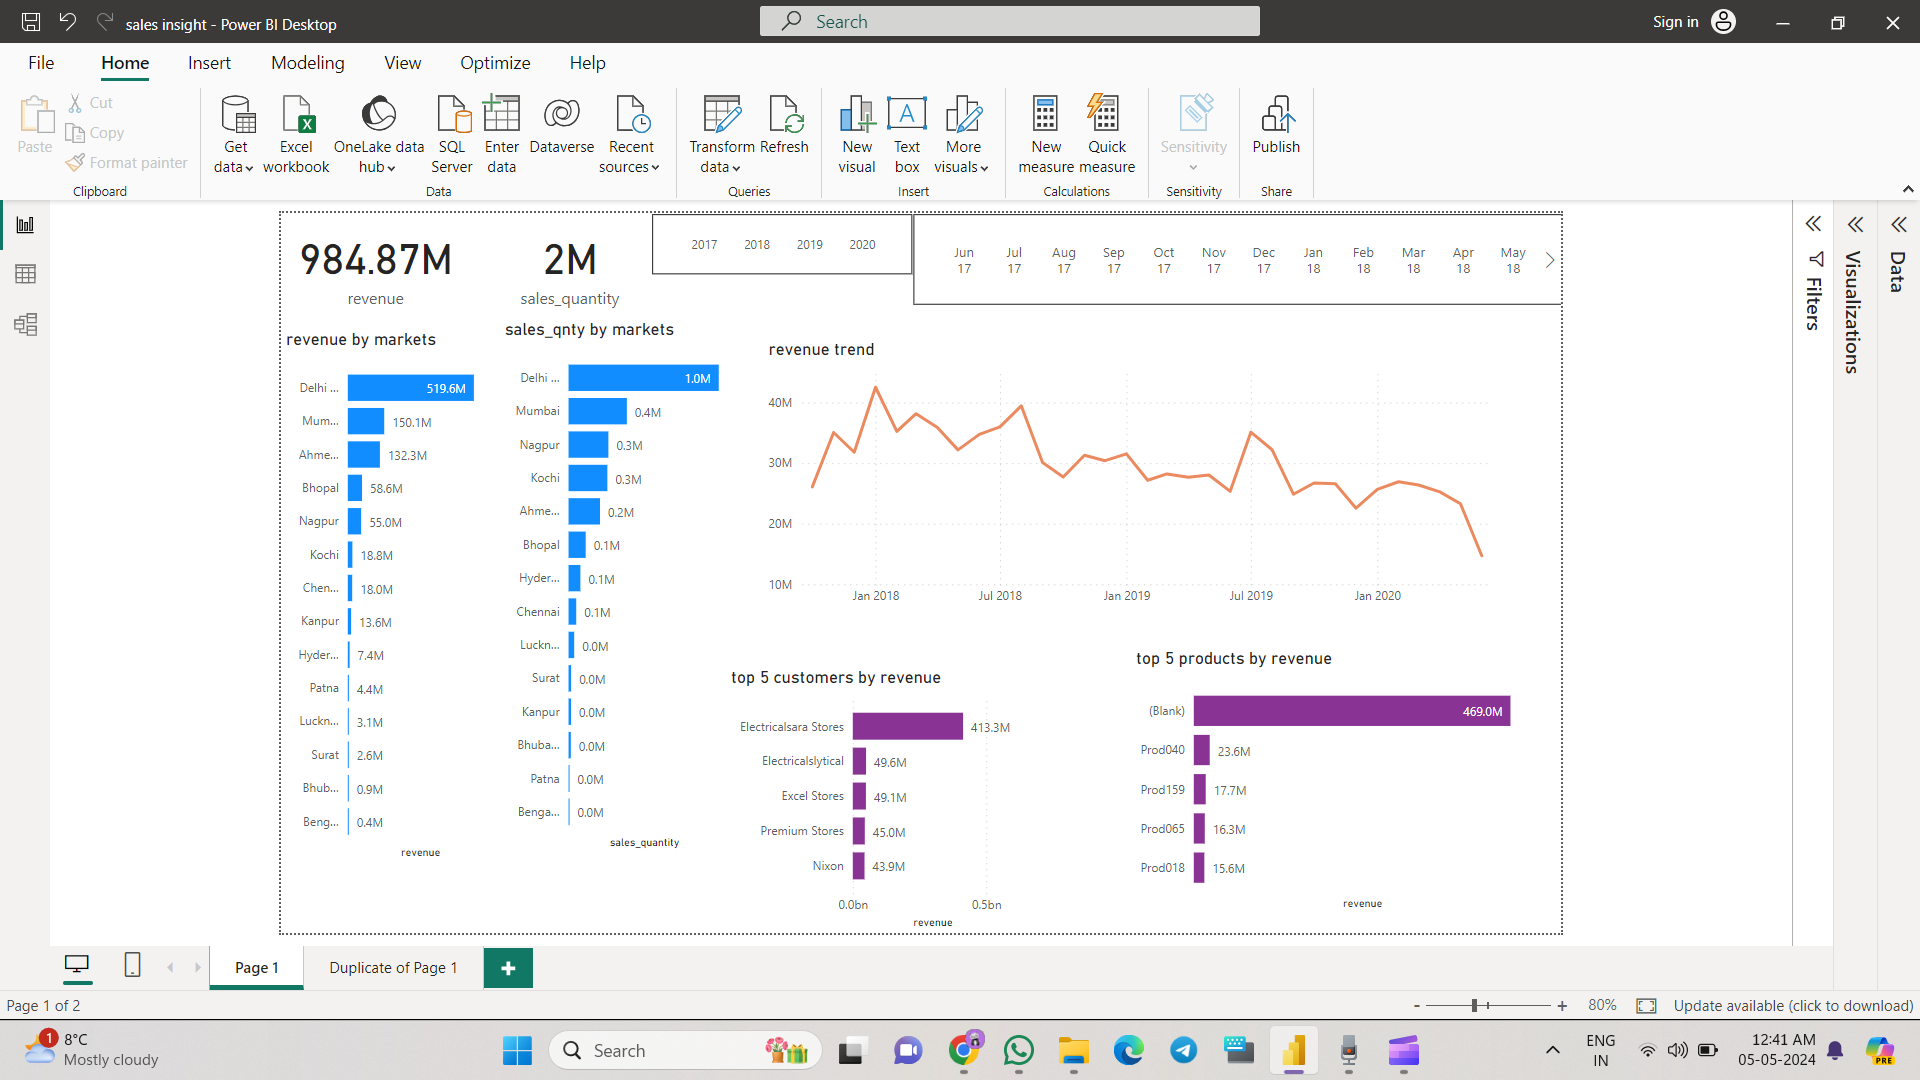 sales insight - Power BI Desktop
Search
Sign in
File Home Insert Modeling View Optimize Help
Paste
Cut
Copy
Format painter
Clipboard
Get data
Excel workbook
OneLake data hub
SQL Server
Enter data
Dataverse
Recent sources
Data
Transform data
Refresh
Queries
New visual
Text box
More visuals
Insert
New measure
Quick measure
Calculations
Sensitivity
Sensitivity
Publish
Share
984.87M
revenue
2M
sales_quantity
2017 2018 2019 2020
Jun 17
Jul 17
Aug 17
Sep 17
Oct 17
Nov 17
Dec 17
Jan 18
Feb 18
Mar 18
Apr 18
May 18
Filters
Visualizations
Data
revenue by markets
Delhi ... 519.6M
Mum... 150.1M
Ahme... 132.3M
Bhopal 58.6M
Nagpur 55.0M
Kochi 18.8M
Chen... 18.0M
Kanpur 13.6M
Hyder... 7.4M
Patna 4.4M
Luckn... 3.1M
Surat 2.6M
Bhub... 0.9M
Beng... 0.4M
revenue
sales_qnty by markets
Delhi ... 1.0M
Mumbai 0.4M
Nagpur 0.3M
Kochi 0.3M
Ahme... 0.2M
Bhopal 0.1M
Hyder... 0.1M
Chennai 0.1M
Luckn... 0.0M
Surat 0.0M
Kanpur 0.0M
Bhuba... 0.0M
Patna 0.0M
Benga... 0.0M
sales_quantity
revenue trend
40M
30M
20M
10M
Jan 2018 Jul 2018 Jan 2019 Jul 2019 Jan 2020
top 5 customers by revenue
Electricalsara Stores 413.3M
Electricalslytical 49.6M
Excel Stores 49.1M
Premium Stores 45.0M
Nixon 43.9M
0.0bn 0.5bn
revenue
top 5 products by revenue
(Blank) 469.0M
Prod040 23.6M
Prod159 17.7M
Prod065 16.3M
Prod018 15.6M
revenue
Page 1
Duplicate of Page 1
Page 1 of 2
- + 80%
Update available (click to download)
1
8°C
Mostly cloudy
Search
ENG
IN
12:41 AM
05-05-2024
PRE